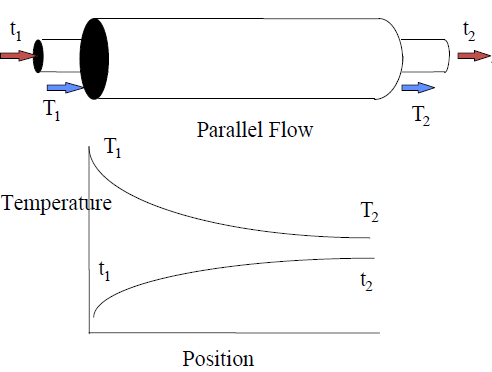 t₁ t₂
T₁ T₂
Parallel Flow
T₁
Temperature
T₂
t₁
t₂
Position